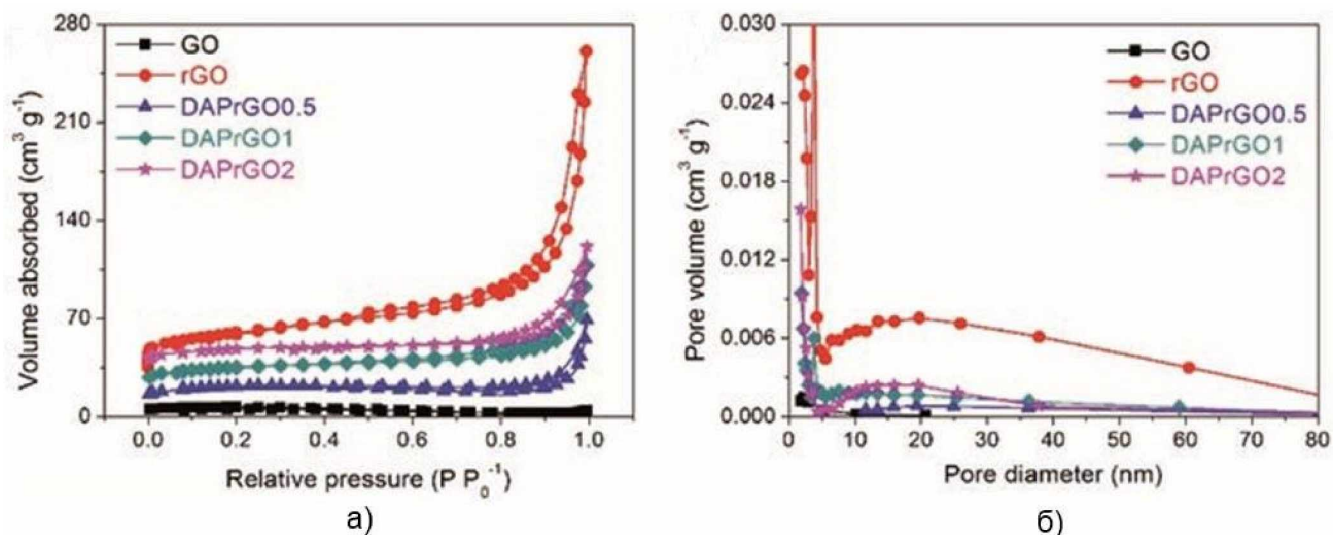 280
210
140
70
0
Volume absorbed (cm³ g⁻¹)
GO
rGO
DAPrGO0.5
DAPrGO1
DAPrGO2
0.0 0.2 0.4 0.6 0.8 1.0
Relative pressure (P P₀⁻¹)
а)
0.030
0.024
0.018
0.012
0.006
0.000
Pore volume (cm³ g⁻¹)
GO
rGO
DAPrGO0.5
DAPrGO1
DAPrGO2
0 10 20 30 40 50 60 70 80
Pore diameter (nm)
б)